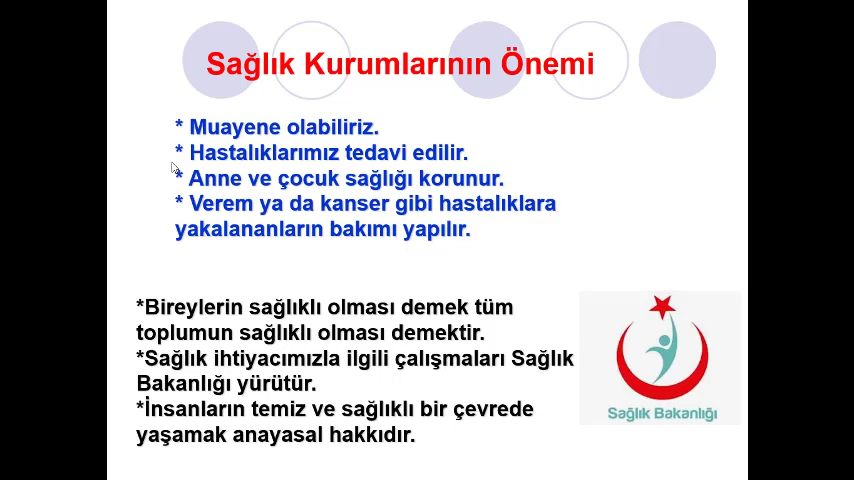 Sağlık Kurumlarının Önemi
* Muayene olabiliriz.
* Hastalıklarımız tedavi edilir.
* Anne ve çocuk sağlığı korunur.
* Verem ya da kanser gibi hastalıklara
yakalananların bakımı yapılır.
*Bireylerin sağlıklı olması demek tüm
toplumun sağlıklı olması demektir.
*Sağlık ihtiyacımızla ilgili çalışmaları Sağlık
Bakanlığı yürütür.
*İnsanların temiz ve sağlıklı bir çevrede
yaşamak anayasal hakkıdır.
Sağlık Bakanlığı